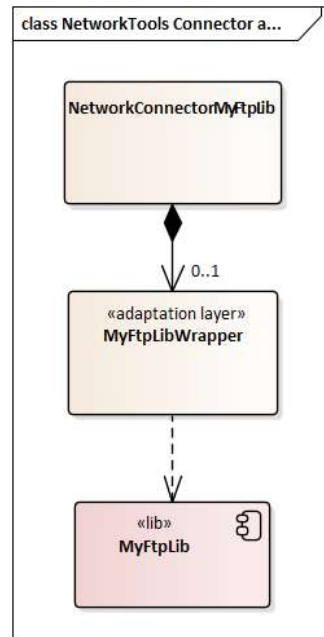 class NetworkTools Connector a...
NetworkConnectorMyFtpLib
0..1
«adaptation layer»
MyFtpLibWrapper
«lib»
MyFtpLib